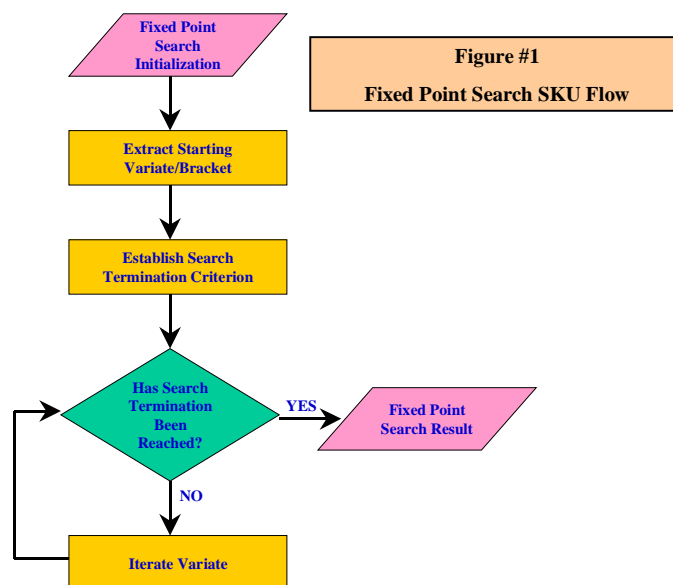 Fixed Point
Search
Initialization
Figure #1
Fixed Point Search SKU Flow
Extract Starting
Variate/Bracket
Establish Search
Termination Criterion
Has Search
Termination
Been
Reached?
YES
Fixed Point
Search Result
NO
Iterate Variate